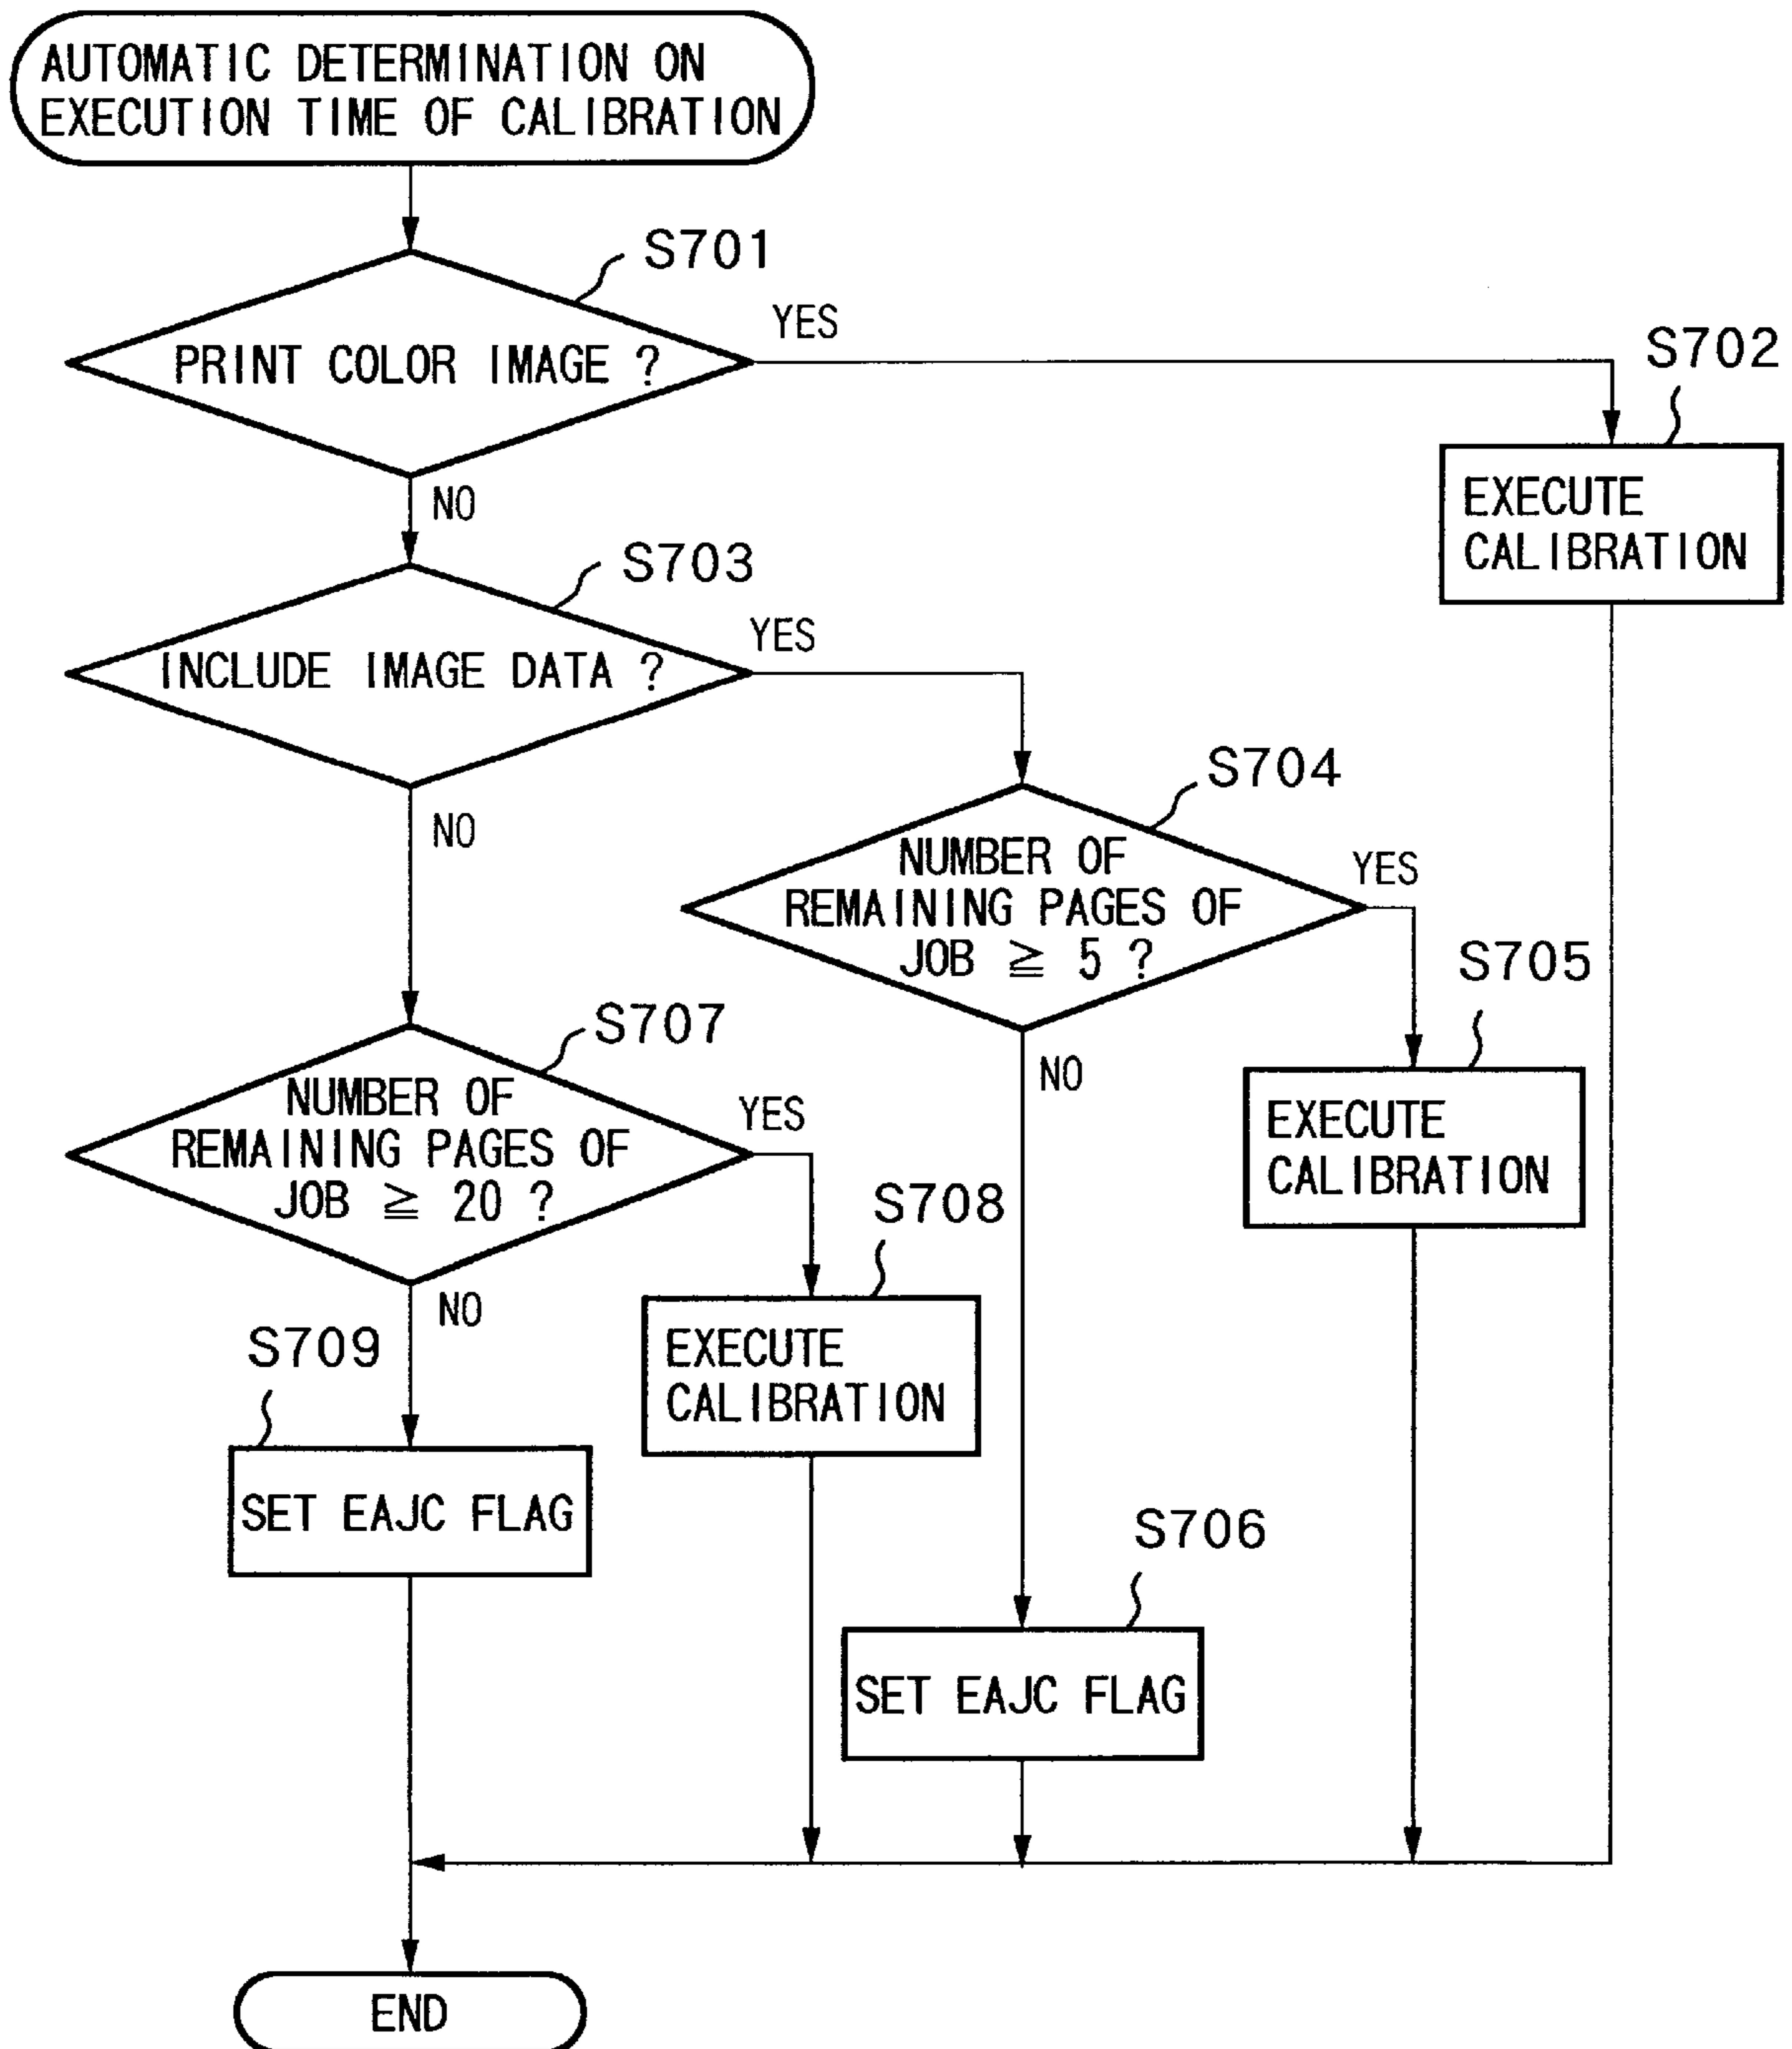 AUTOMATIC DETERMINATION ON
EXECUTION TIME OF CALIBRATION
S701
PRINT COLOR IMAGE ?
YES
NO
S702
EXECUTE
CALIBRATION
S703
INCLUDE IMAGE DATA ?
YES
NO
S704
NUMBER OF
REMAINING PAGES OF
JOB ≧ 5 ?
YES
NO
S705
EXECUTE
CALIBRATION
S707
NUMBER OF
REMAINING PAGES OF
JOB ≧ 20 ?
YES
NO
S708
EXECUTE
CALIBRATION
S709
SET EAJC FLAG
S706
SET EAJC FLAG
END